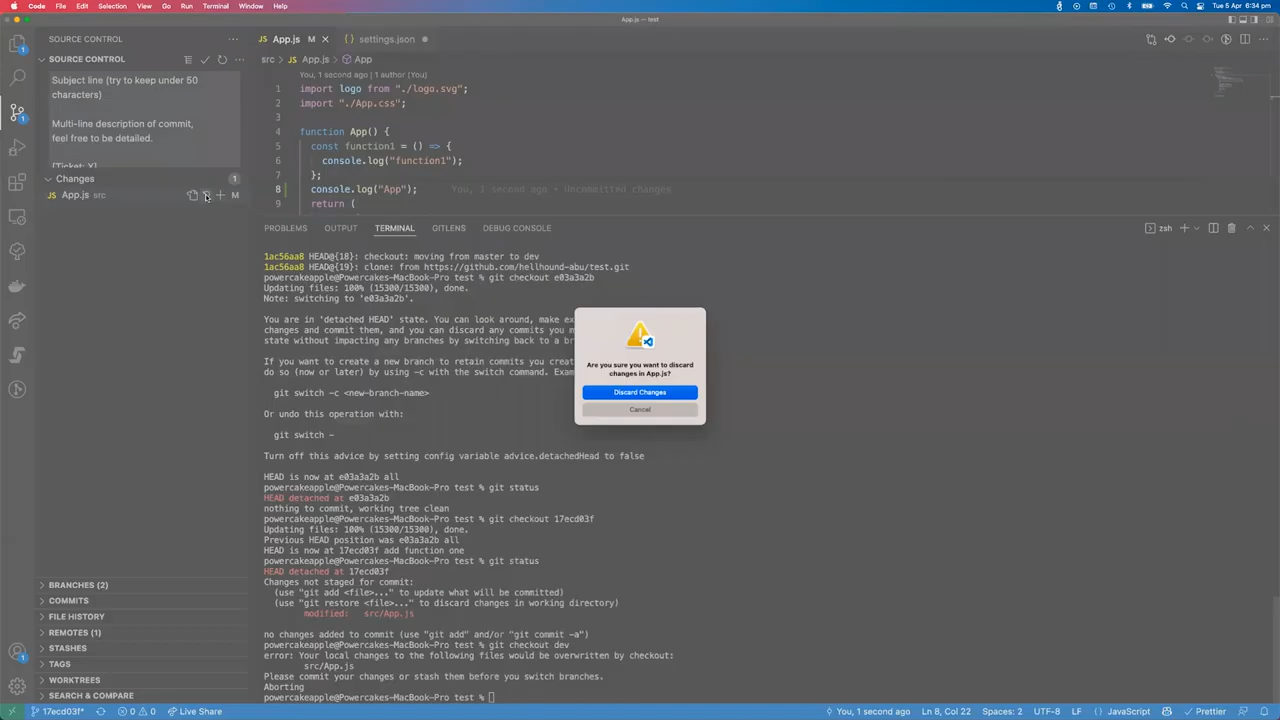 Code File Edit Selection View Go Run Terminal Window Help
Tue 5 Apr 6:34 pm
App.js — test
SOURCE CONTROL
SOURCE CONTROL
Subject line (try to keep under 50
characters)
Multi-line description of commit,
feel free to be detailed.
[Ticket: X]
Changes 1
JS App.js src M
BRANCHES (2)
COMMITS
FILE HISTORY
REMOTES (1)
STASHES
TAGS
WORKTREES
SEARCH & COMPARE
JS App.js M
{} settings.json
src > JS App.js > App
You, 1 second ago | 1 author (You)
1 import logo from "./logo.svg";
2 import "./App.css";
3
4 function App() {
5 const function1 = () => {
6 console.log("function1");
7 };
8 console.log("App"); You, 1 second ago • Uncommitted changes
9 return (
PROBLEMS OUTPUT TERMINAL GITLENS DEBUG CONSOLE
zsh
1ac56aa8 HEAD@{18}: checkout: moving from master to dev
1ac56aa8 HEAD@{19}: clone: from https://github.com/hellhound-abu/test.git
powercakeapple@Powercakes-MacBook-Pro test % git checkout e03a3a2b
Updating files: 100% (15300/15300), done.
Note: switching to 'e03a3a2b'.
You are in 'detached HEAD' state. You can look around, make ex
changes and commit them, and you can discard any commits you m
state without impacting any branches by switching back to a br
If you want to create a new branch to retain commits you creat
do so (now or later) by using -c with the switch command. Exam
git switch -c <new-branch-name>
Or undo this operation with:
git switch -
Turn off this advice by setting config variable advice.detachedHead to false
HEAD is now at e03a3a2b all
powercakeapple@Powercakes-MacBook-Pro test % git status
HEAD detached at e03a3a2b
nothing to commit, working tree clean
powercakeapple@Powercakes-MacBook-Pro test % git checkout 17ecd03f
Updating files: 100% (15300/15300), done.
Previous HEAD position was e03a3a2b all
HEAD is now at 17ecd03f add function one
powercakeapple@Powercakes-MacBook-Pro test % git status
HEAD detached at 17ecd03f
Changes not staged for commit:
(use "git add <file>..." to update what will be committed)
(use "git restore <file>..." to discard changes in working directory)
modified: src/App.js
no changes added to commit (use "git add" and/or "git commit -a")
powercakeapple@Powercakes-MacBook-Pro test % git checkout dev
error: Your local changes to the following files would be overwritten by checkout:
src/App.js
Please commit your changes or stash them before you switch branches.
Aborting
powercakeapple@Powercakes-MacBook-Pro test %
Are you sure you want to discard
changes in App.js?
Discard Changes
Cancel
17ecd03f* 0 0 Live Share
You, 1 second ago Ln 8, Col 22 Spaces: 2 UTF-8 LF {} JavaScript Prettier